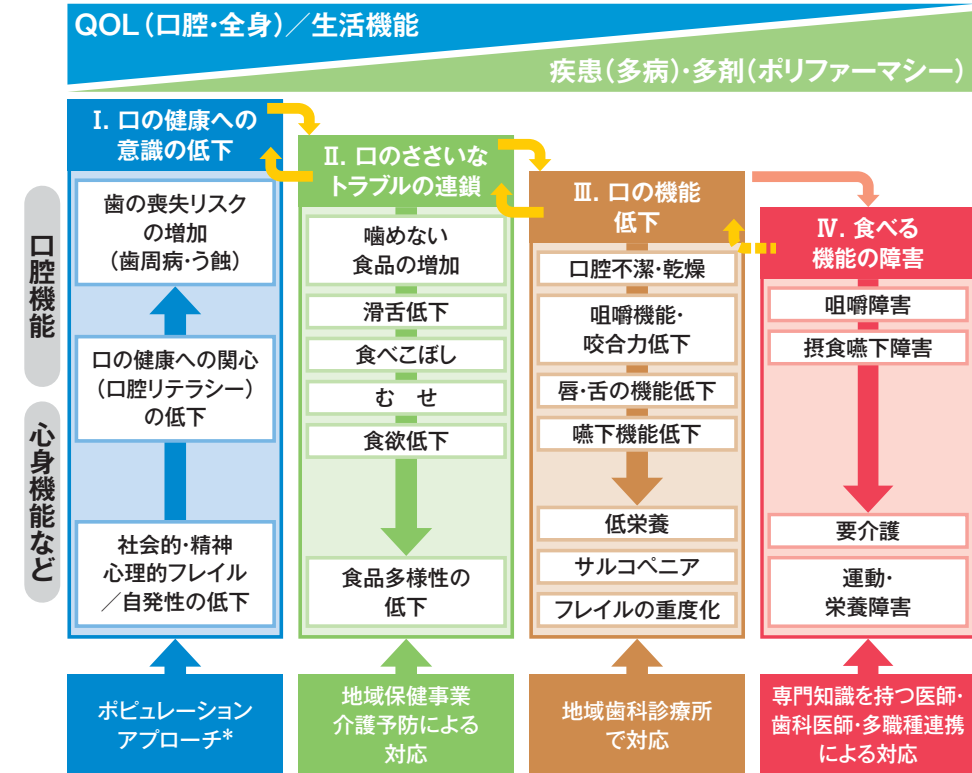 QOL（口腔・全身）／生活機能
疾患（多病）・多剤（ポリファーマシー）
口腔機能
心身機能など
Ⅰ. 口の健康への
意識の低下
歯の喪失リスク
の増加
（歯周病・う蝕）
口の健康への関心
（口腔リテラシー）
の低下
社会的・精神
心理的フレイル
／自発性の低下
ポピュレーション
アプローチ*
Ⅱ. 口のささいな
トラブルの連鎖
噛めない
食品の増加
滑舌低下
食べこぼし
む　せ
食欲低下
食品多様性の
低下
地域保健事業
介護予防による
対応
Ⅲ. 口の機能
低下
口腔不潔・乾燥
咀嚼機能・
咬合力低下
唇・舌の機能低下
嚥下機能低下
低栄養
サルコペニア
フレイルの重度化
地域歯科診療所
で対応
Ⅳ. 食べる
機能の障害
咀嚼障害
摂食嚥下障害
要介護
運動・
栄養障害
専門知識を持つ医師・
歯科医師・多職種連携
による対応